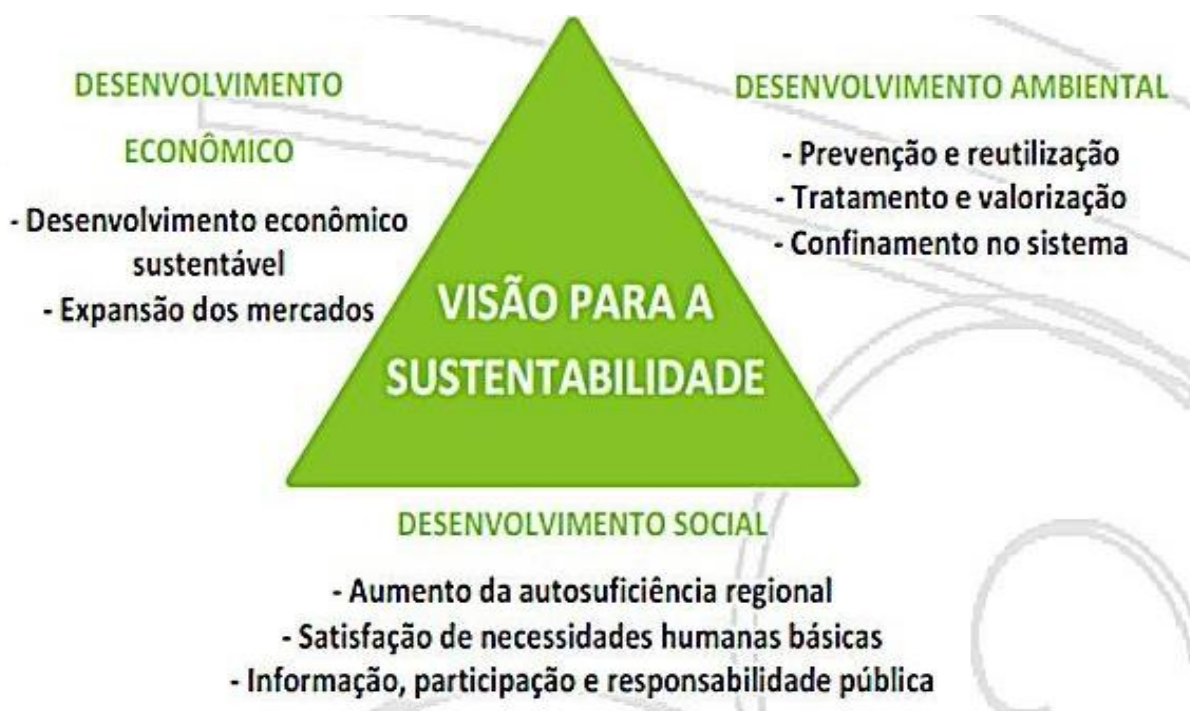 DESENVOLVIMENTO
ECONÔMICO
- Desenvolvimento econômico
sustentável
- Expansão dos mercados
DESENVOLVIMENTO AMBIENTAL
- Prevenção e reutilização
- Tratamento e valorização
- Confinamento no sistema
VISÃO PARA A
SUSTENTABILIDADE
DESENVOLVIMENTO SOCIAL
- Aumento da autosuficiência regional
- Satisfação de necessidades humanas básicas
- Informação, participação e responsabilidade pública